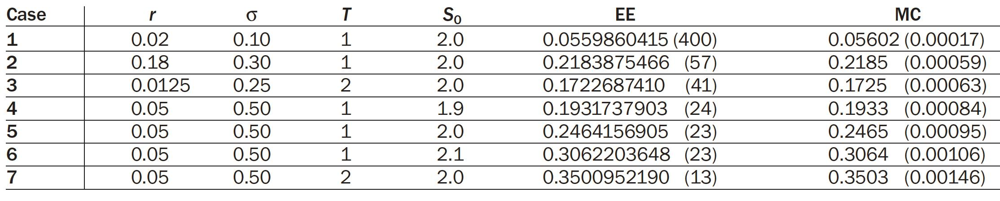 Case r σ T S₀ EE MC
1 0.02 0.10 1 2.0 0.0559860415 (400) 0.05602 (0.00017)
2 0.18 0.30 1 2.0 0.2183875466 (57) 0.2185 (0.00059)
3 0.0125 0.25 2 2.0 0.1722687410 (41) 0.1725 (0.00063)
4 0.05 0.50 1 1.9 0.1931737903 (24) 0.1933 (0.00084)
5 0.05 0.50 1 2.0 0.2464156905 (23) 0.2465 (0.00095)
6 0.05 0.50 1 2.1 0.3062203648 (23) 0.3064 (0.00106)
7 0.05 0.50 2 2.0 0.3500952190 (13) 0.3503 (0.00146)